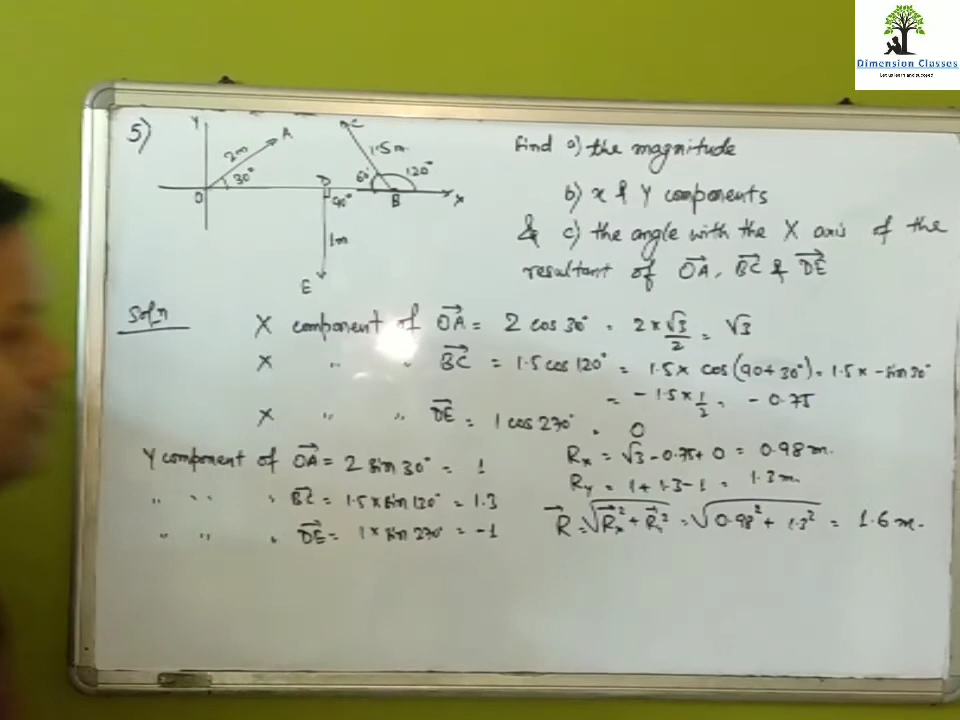 Dimension Classes
Let us learn and succeed
5)
Y
A
2m
30°
O
D
90°
1m
E
C
1.5m
60°
120°
B
X
Find a) the magnitude
b) x & Y components
& c) the angle with the X axis of the
resultant of OA, BC & DE
Soln
X component of OA = 2 cos 30° = 2 × √3/2 = √3
X " " BC = 1.5 cos 120° = 1.5 × cos (90+30°) = 1.5 × - sin 30°
= - 1.5 × 1/2 = - 0.75
X " " DE = 1 cos 270° = 0
Y component of OA = 2 sin 30° = 1
" " " BC = 1.5 × sin 120° = 1.3
" " " DE = 1 × sin 270° = -1
Rx = √3 - 0.75 + 0 = 0.98 m.
Ry = 1 + 1.3 - 1 = 1.3 m.
R = √Rx² + Ry² = √0.98² + 1.3² = 1.6 m.